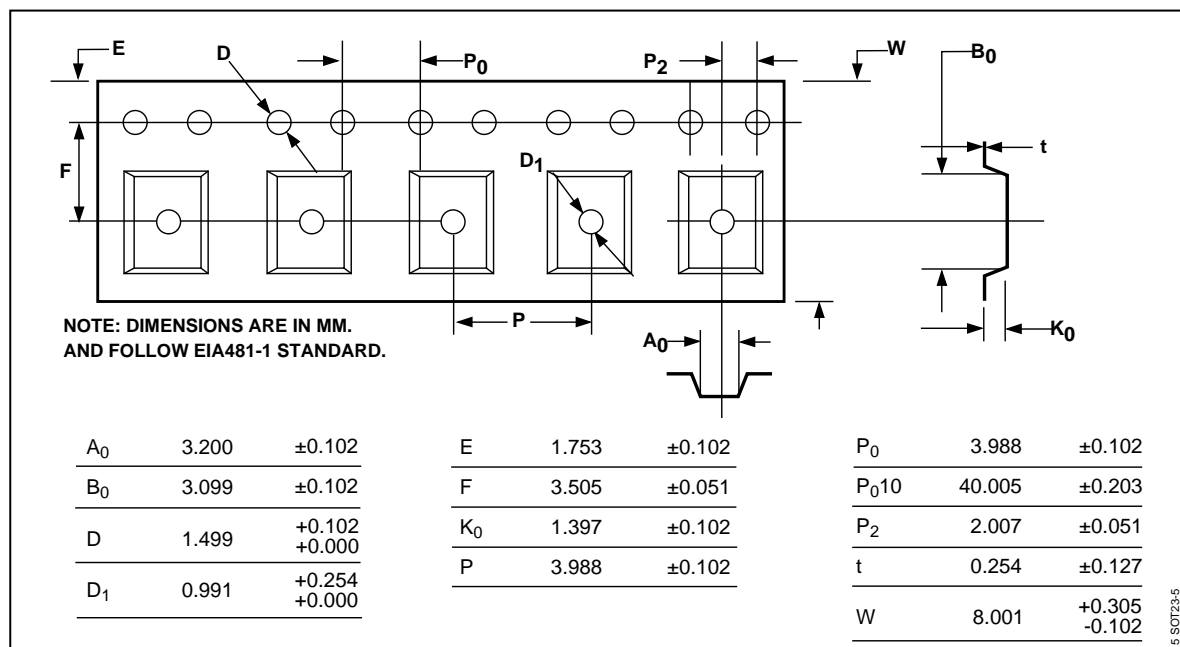 E D P0 P2 W B0
t
D1
F
NOTE: DIMENSIONS ARE IN MM.
AND FOLLOW EIA481-1 STANDARD.
P
A0
K0
A0 3.200 ±0.102
B0 3.099 ±0.102
D 1.499 +0.102
+0.000
D1 0.991 +0.254
+0.000
E 1.753 ±0.102
F 3.505 ±0.051
K0 1.397 ±0.102
P 3.988 ±0.102
P0 3.988 ±0.102
P010 40.005 ±0.203
P2 2.007 ±0.051
t 0.254 ±0.127
W 8.001 +0.305
-0.102
5 SOT23-5